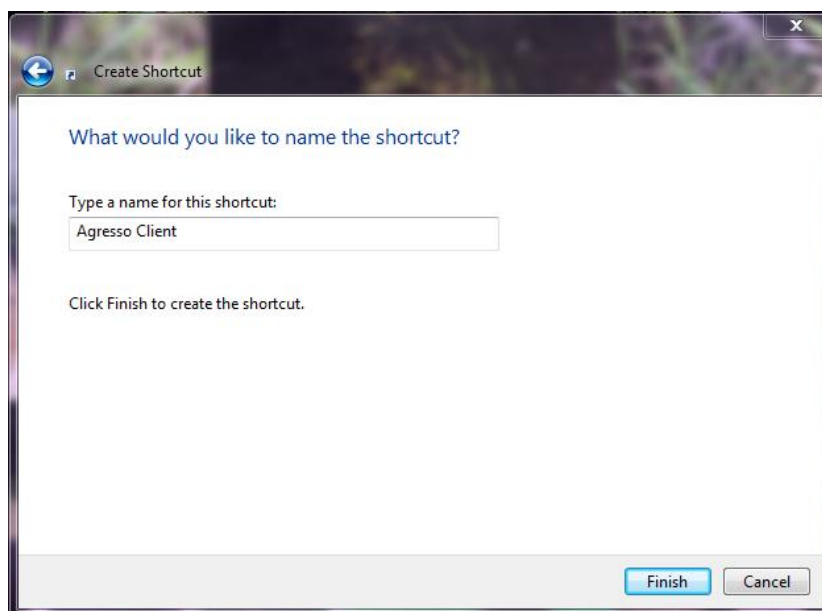 Create Shortcut
What would you like to name the shortcut?
Type a name for this shortcut:
Agresso Client
Click Finish to create the shortcut.
Finish Cancel